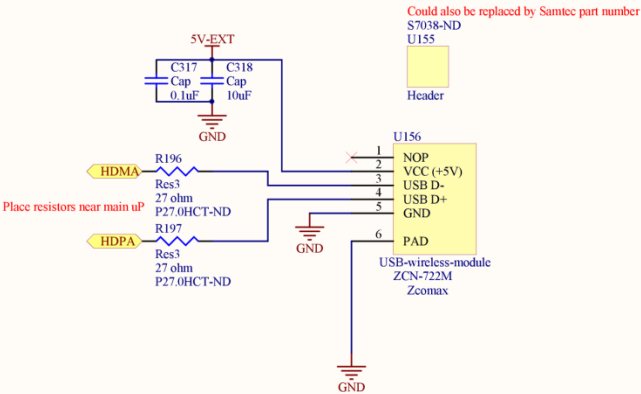 Could also be replaced by Samtec part number
S7038-ND
U155
Header
5V-EXT
C317
Cap
0.1uF
C318
Cap
10uF
GND
U156
1 NOP
2 VCC (+5V)
3 USB D-
4 USB D+
5 GND
6 PAD
USB-wireless-module
ZCN-722M
Zcomax
HDMA
R196
Res3
27 ohm
P27.0HCT-ND
Place resistors near main uP
HDPA
R197
Res3
27 ohm
P27.0HCT-ND
GND
GND